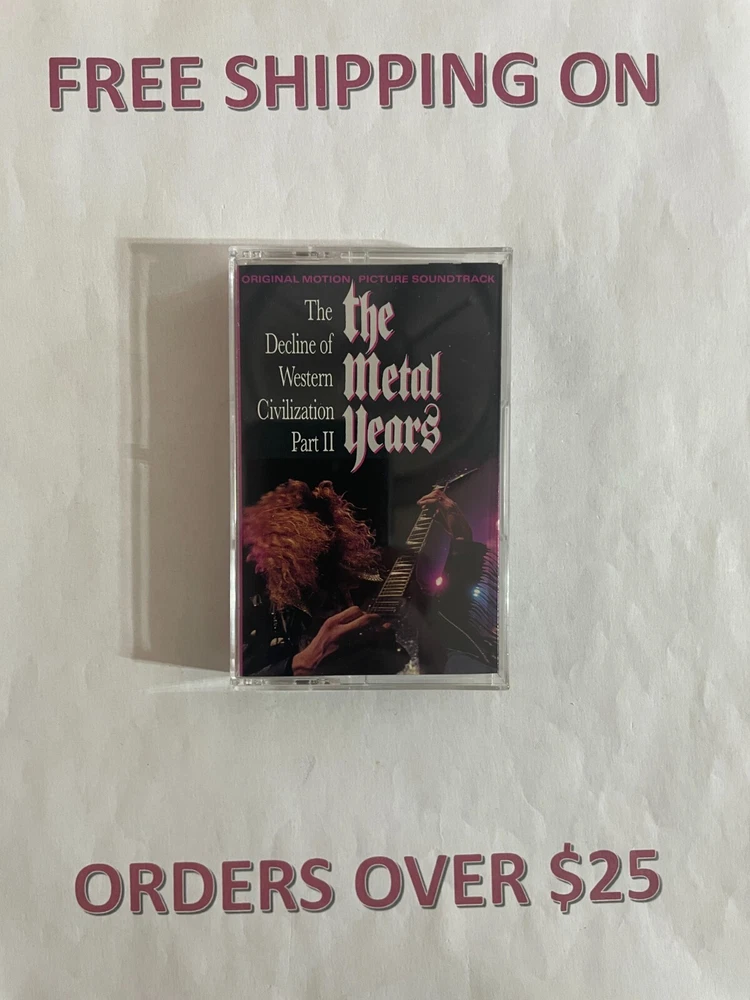 FREE SHIPPING ON
ORIGINAL MOTION PICTURE SOUNDTRACK
The
Decline of
Western
Civilization
Part II
the
Metal
Years
ORDERS OVER $25